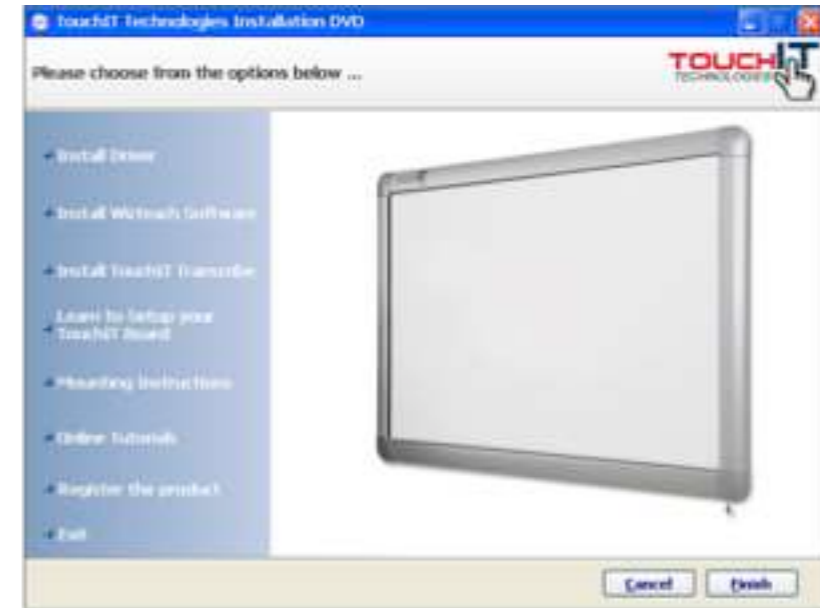 TouchIT Technologies Installation DVD
Please choose from the options below ...
TOUCHIT
TECHNOLOGIES
Install Driver
Install Wizteach Software
Install TouchIT Transcribe
Learn to Setup your
TouchIT Board
Mounting Instructions
Online Tutorials
Register the product
Exit
Cancel
Finish